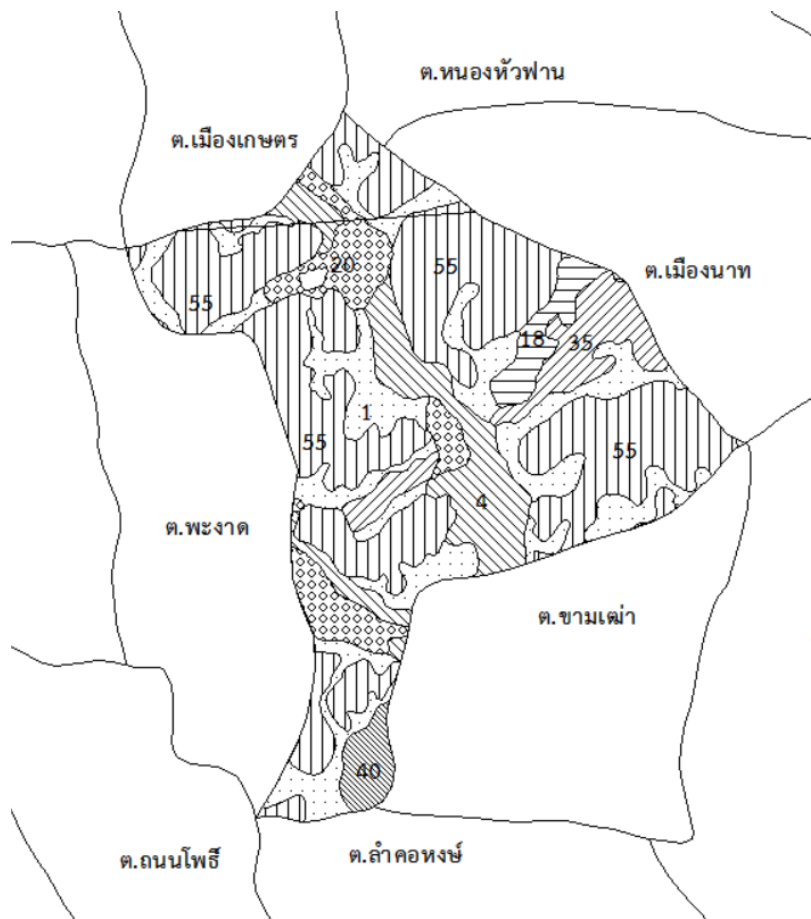 ต.หนองหัวฟาน
ต.เมืองเกษตร
ต.เมืองนาท
20
55
55
18
35
1
55
55
4
ต.พะงาด
ต.ขามเฒ่า
40
ต.ถนนโพธิ์
ต.ลำคอหงษ์